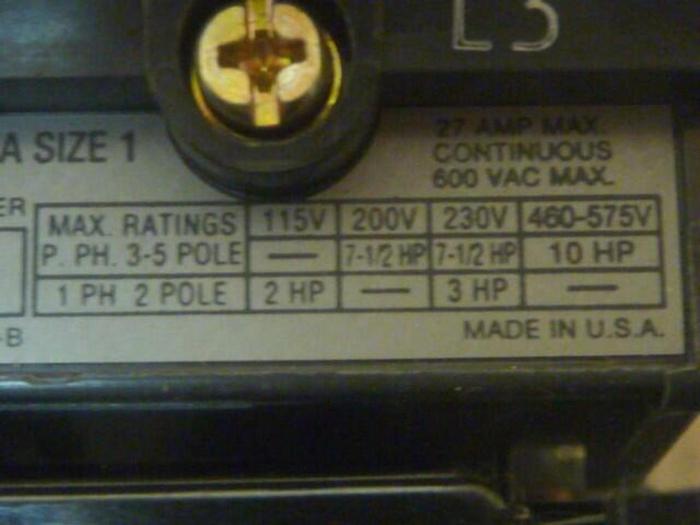 L3
A SIZE 1
27 AMP MAX.
CONTINUOUS
600 VAC MAX.
ER
MAX. RATINGS 115V 200V 230V 460-575V
P. PH. 3-5 POLE — 7-1/2 HP 7-1/2 HP 10 HP
1 PH 2 POLE 2 HP — 3 HP —
-B
MADE IN U.S.A.